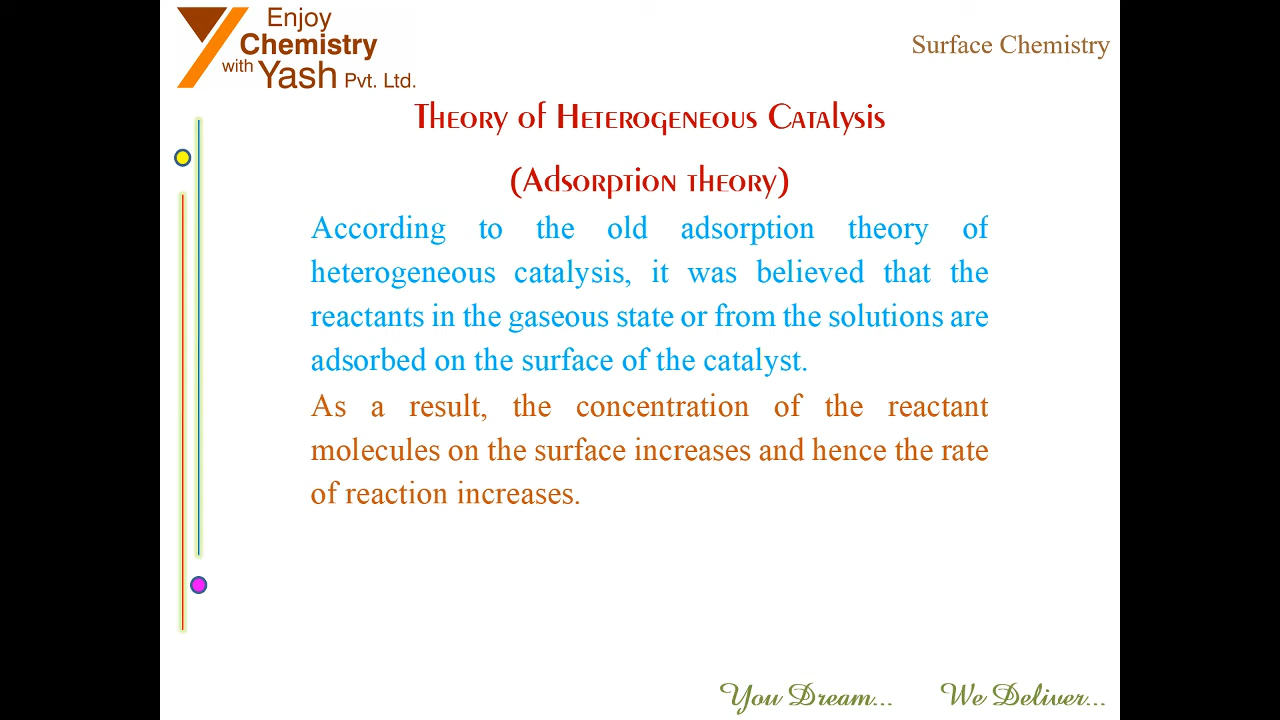 Enjoy
Chemistry
with Yash Pvt. Ltd.
Surface Chemistry
Theory of Heterogeneous Catalysis
(Adsorption theory)
According to the old adsorption theory of
heterogeneous catalysis, it was believed that the
reactants in the gaseous state or from the solutions are
adsorbed on the surface of the catalyst.
As a result, the concentration of the reactant
molecules on the surface increases and hence the rate
of reaction increases.
You Dream... We Deliver...